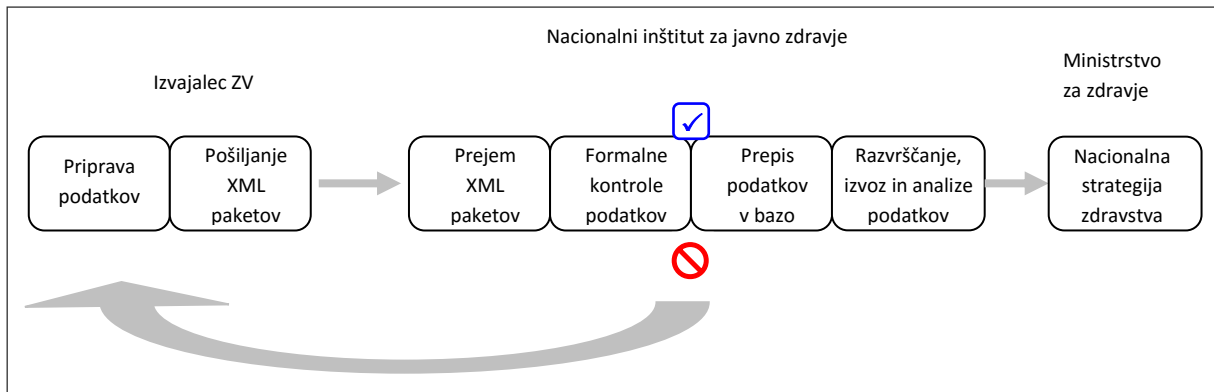 Nacionalni inštitut za javno zdravje
Ministrstvo
za zdravje
Izvajalec ZV
Priprava
podatkov
Pošiljanje
XML
paketov
Prejem
XML
paketov
Formalne
kontrole
podatkov
Prepis
podatkov
v bazo
Razvrščanje,
izvoz in analize
podatkov
Nacionalna
strategija
zdravstva